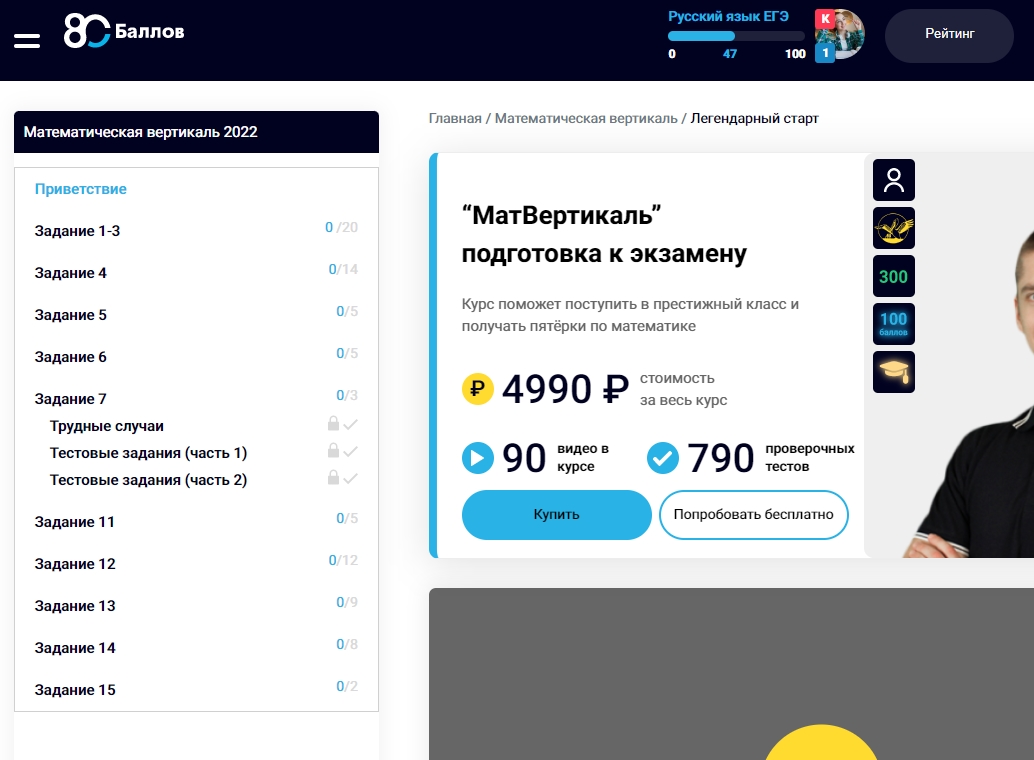 80 Баллов
Русский язык ЕГЭ
0 47 100
К
1
Рейтинг
Математическая вертикаль 2022
Приветствие
Задание 1-3 0 /20
Задание 4 0/14
Задание 5 0/5
Задание 6 0/5
Задание 7 0/3
Трудные случаи
Тестовые задания (часть 1)
Тестовые задания (часть 2)
Задание 11 0/5
Задание 12 0/12
Задание 13 0/9
Задание 14 0/8
Задание 15 0/2
Главная / Математическая вертикаль / Легендарный старт
“МатВертикаль”
подготовка к экзамену
Курс поможет поступить в престижный класс и
получать пятёрки по математике
₽ 4990 ₽ стоимость
за весь курс
90 видео в
курсе
790 проверочных
тестов
Купить
Попробовать бесплатно
300
100
баллов